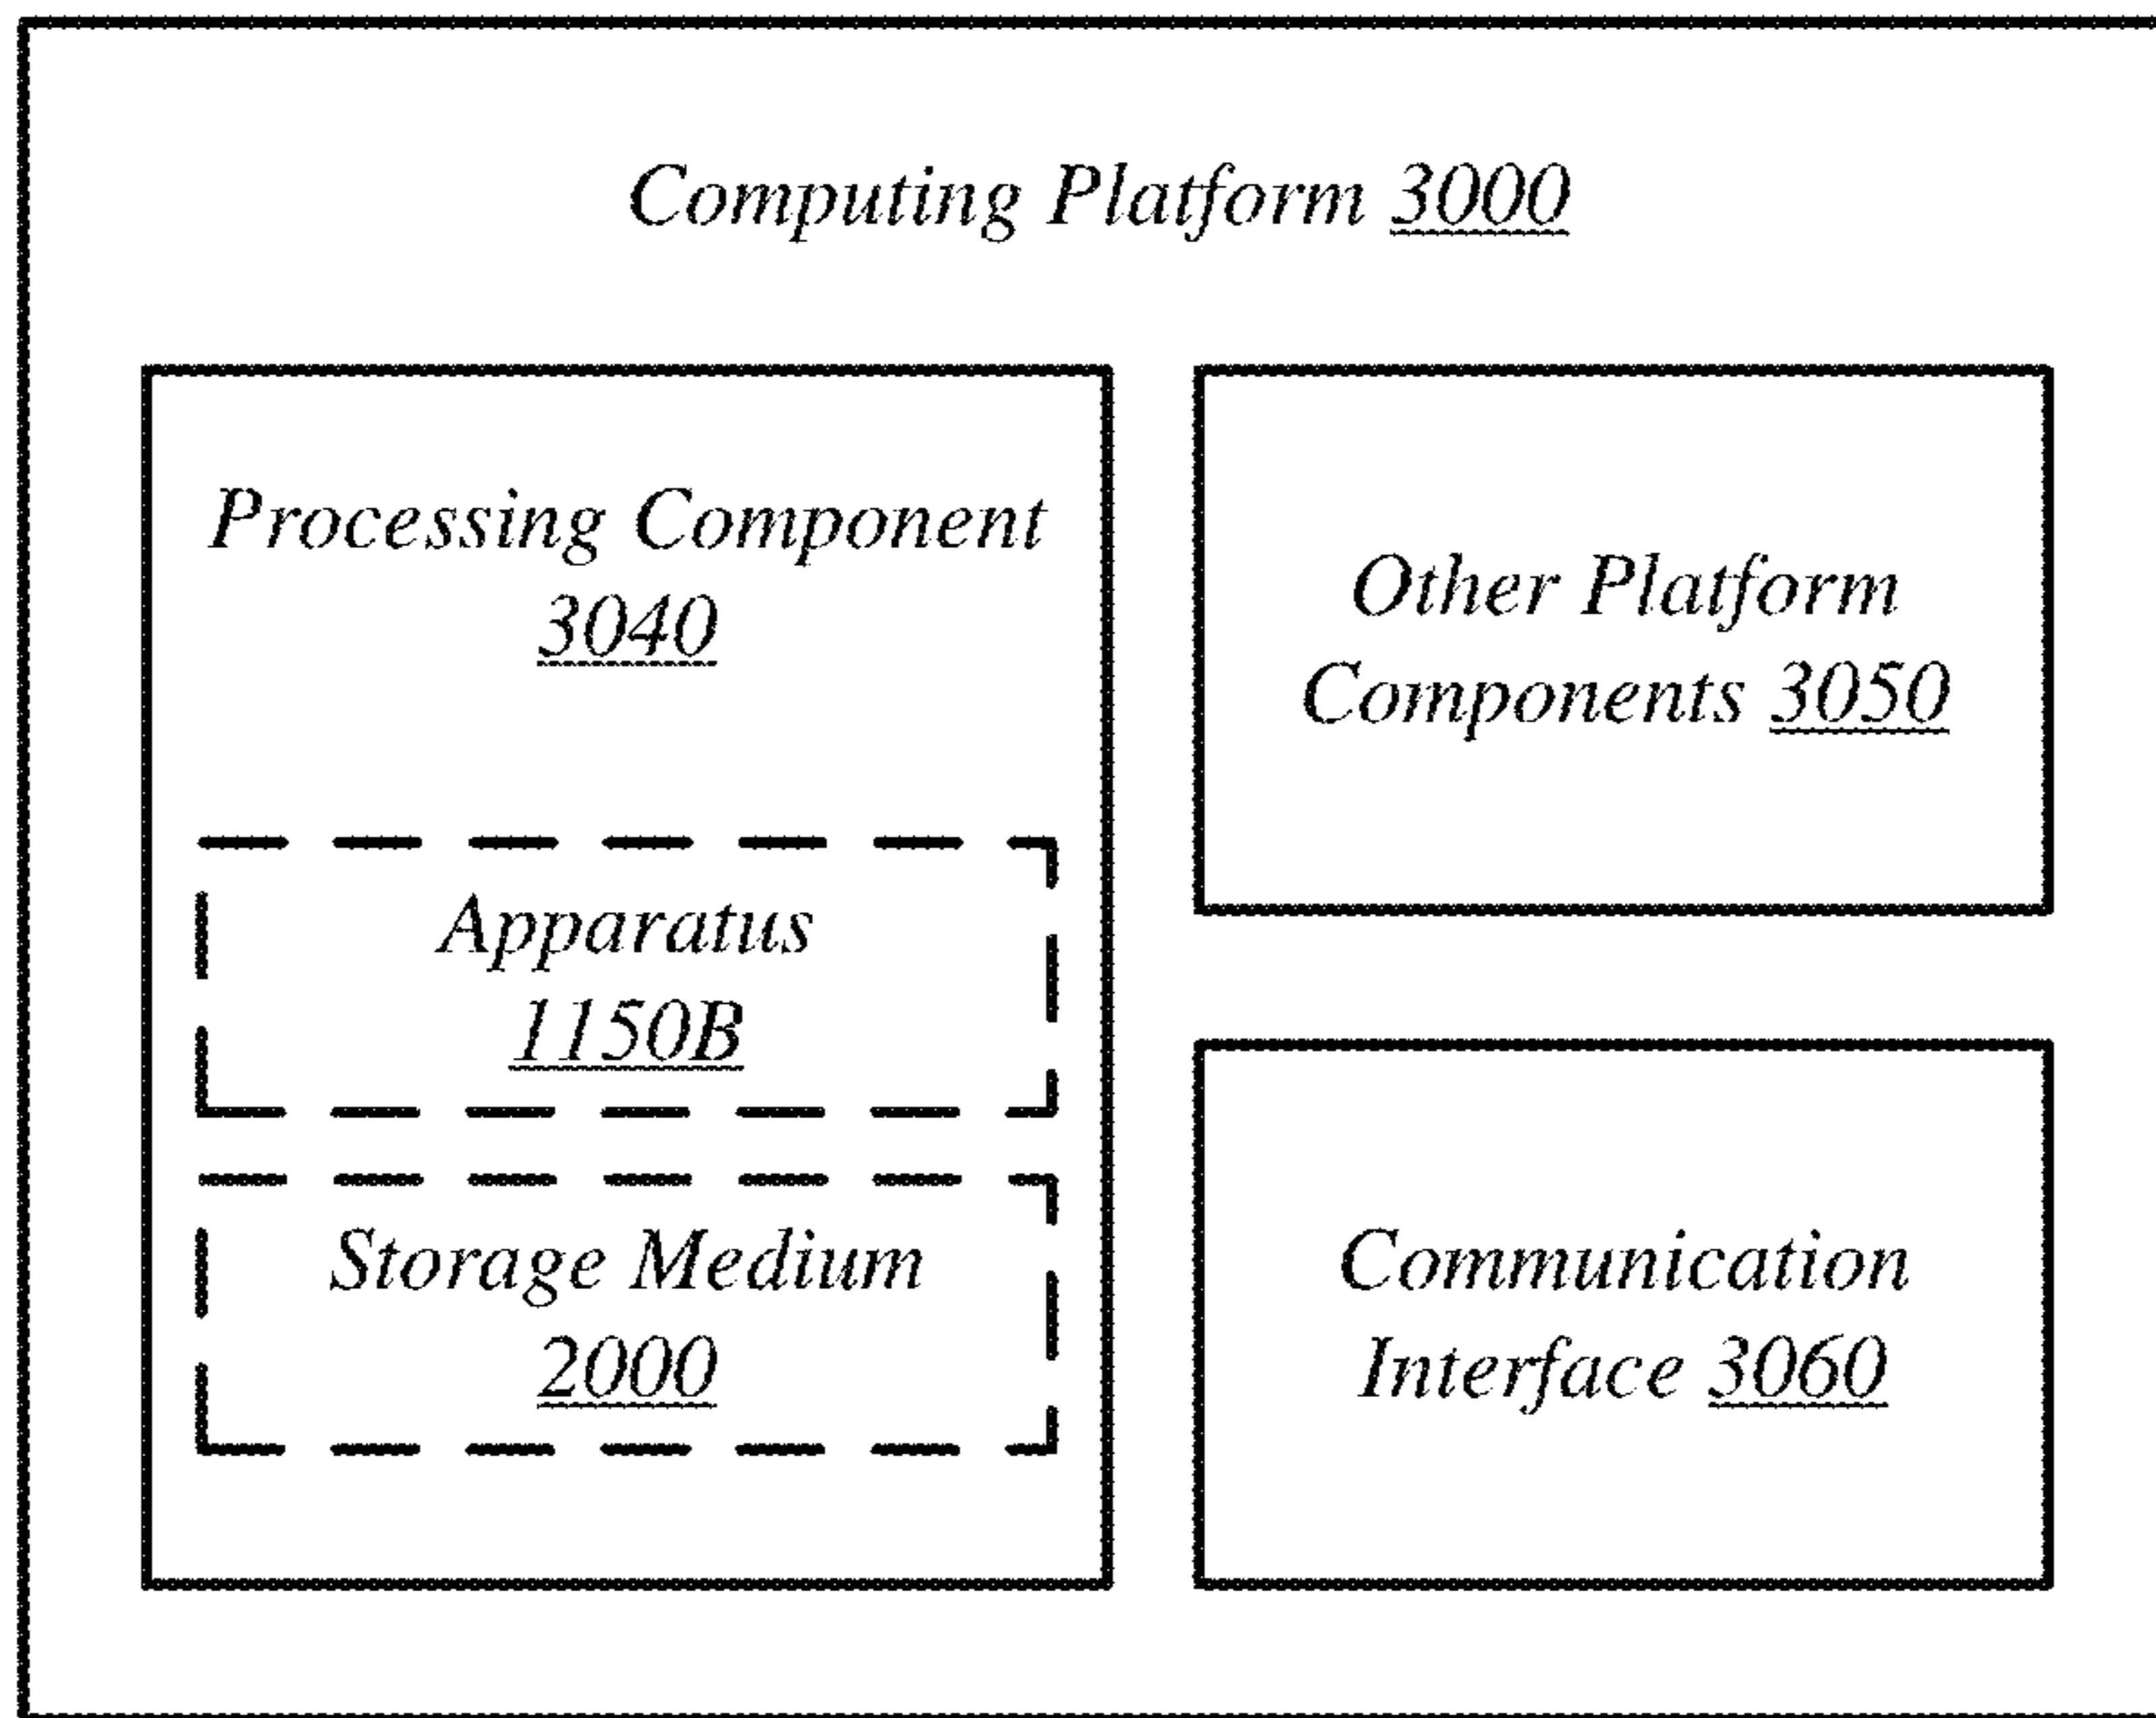 Computing Platform 3000
Processing Component
3040
Apparatus
1150B
Storage Medium
2000
Other Platform
Components 3050
Communication
Interface 3060